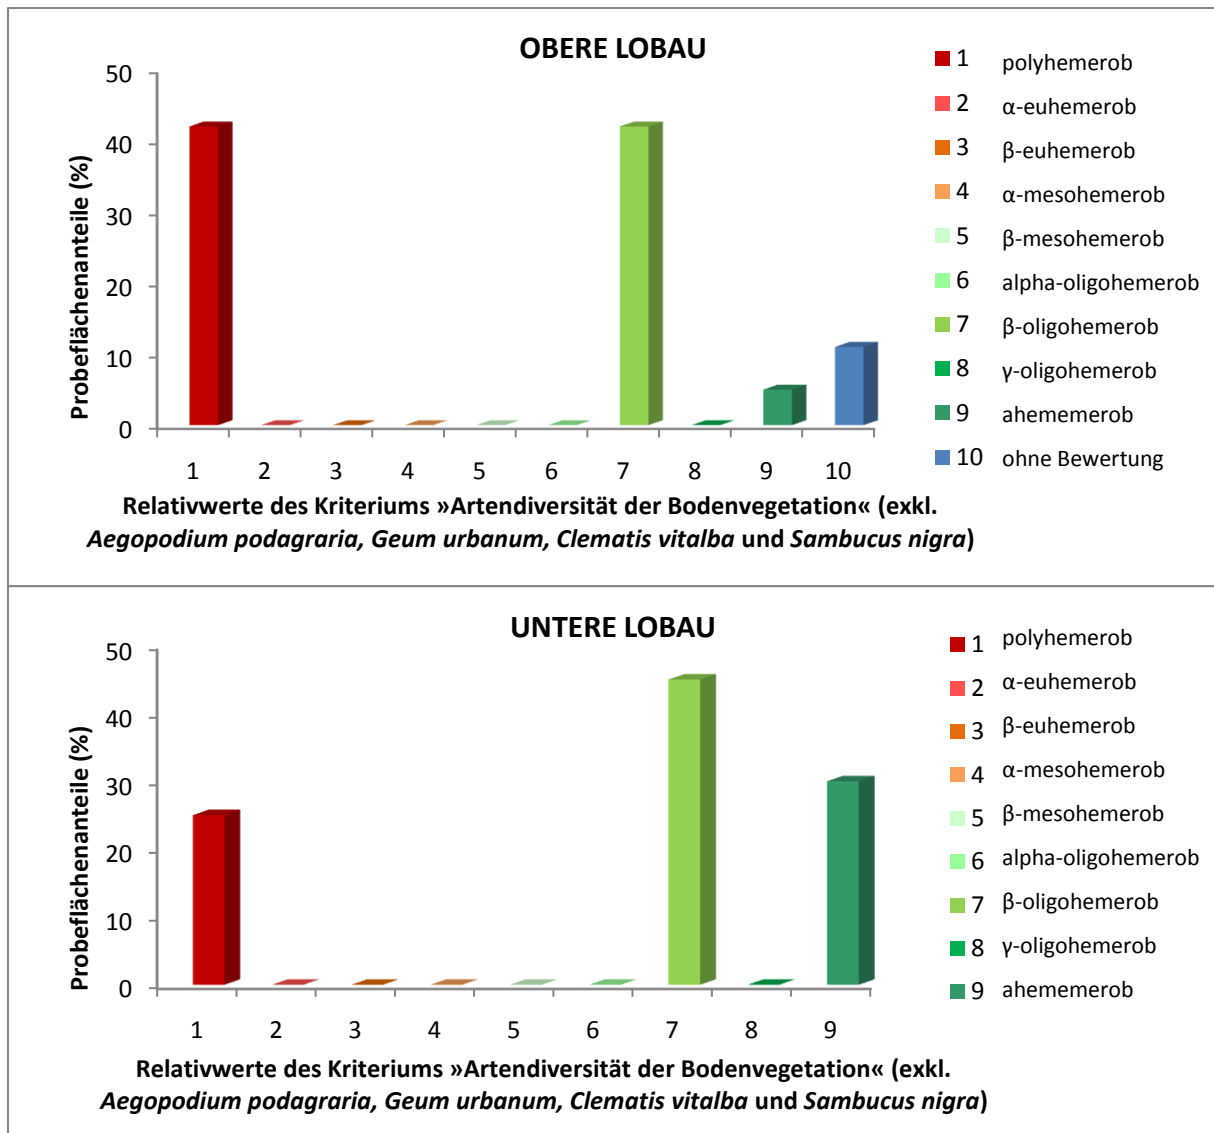 OBERE LOBAU
Probeflächenanteile (%)
50
40
30
20
10
0
1 2 3 4 5 6 7 8 9 10
Relativwerte des Kriteriums »Artendiversität der Bodenvegetation« (exkl.
Aegopodium podagraria, Geum urbanum, Clematis vitalba und Sambucus nigra)
1 polyhemerob
2 α-euhemerob
3 β-euhemerob
4 α-mesohemerob
5 β-mesohemerob
6 alpha-oligohemerob
7 β-oligohemerob
8 γ-oligohemerob
9 ahememerob
10 ohne Bewertung
UNTERE LOBAU
Probeflächenanteile (%)
50
40
30
20
10
0
1 2 3 4 5 6 7 8 9
Relativwerte des Kriteriums »Artendiversität der Bodenvegetation« (exkl.
Aegopodium podagraria, Geum urbanum, Clematis vitalba und Sambucus nigra)
1 polyhemerob
2 α-euhemerob
3 β-euhemerob
4 α-mesohemerob
5 β-mesohemerob
6 alpha-oligohemerob
7 β-oligohemerob
8 γ-oligohemerob
9 ahememerob